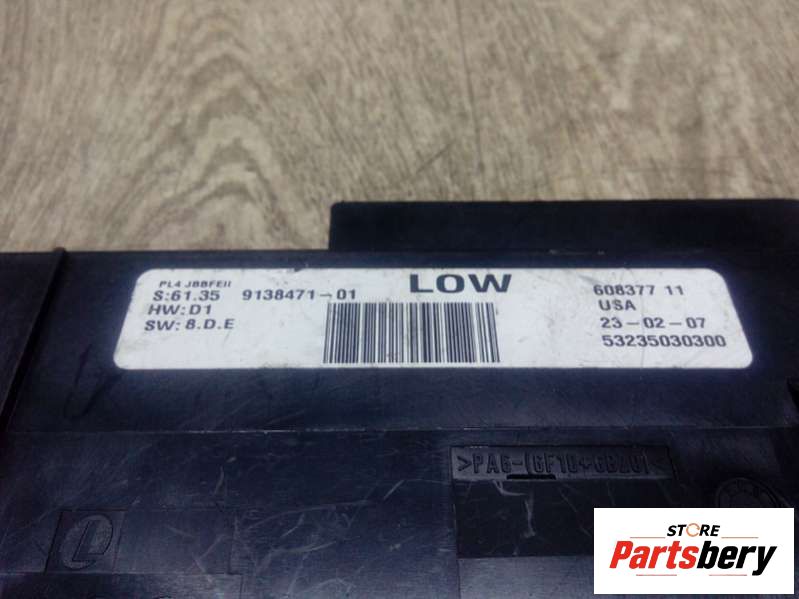 PL4 JBBFEII
LOW
S:61.35 9138471-01
608377 11
HW:D1
USA
SW:8.D.E
23-02-07
53235030300
STORE
Partsbery